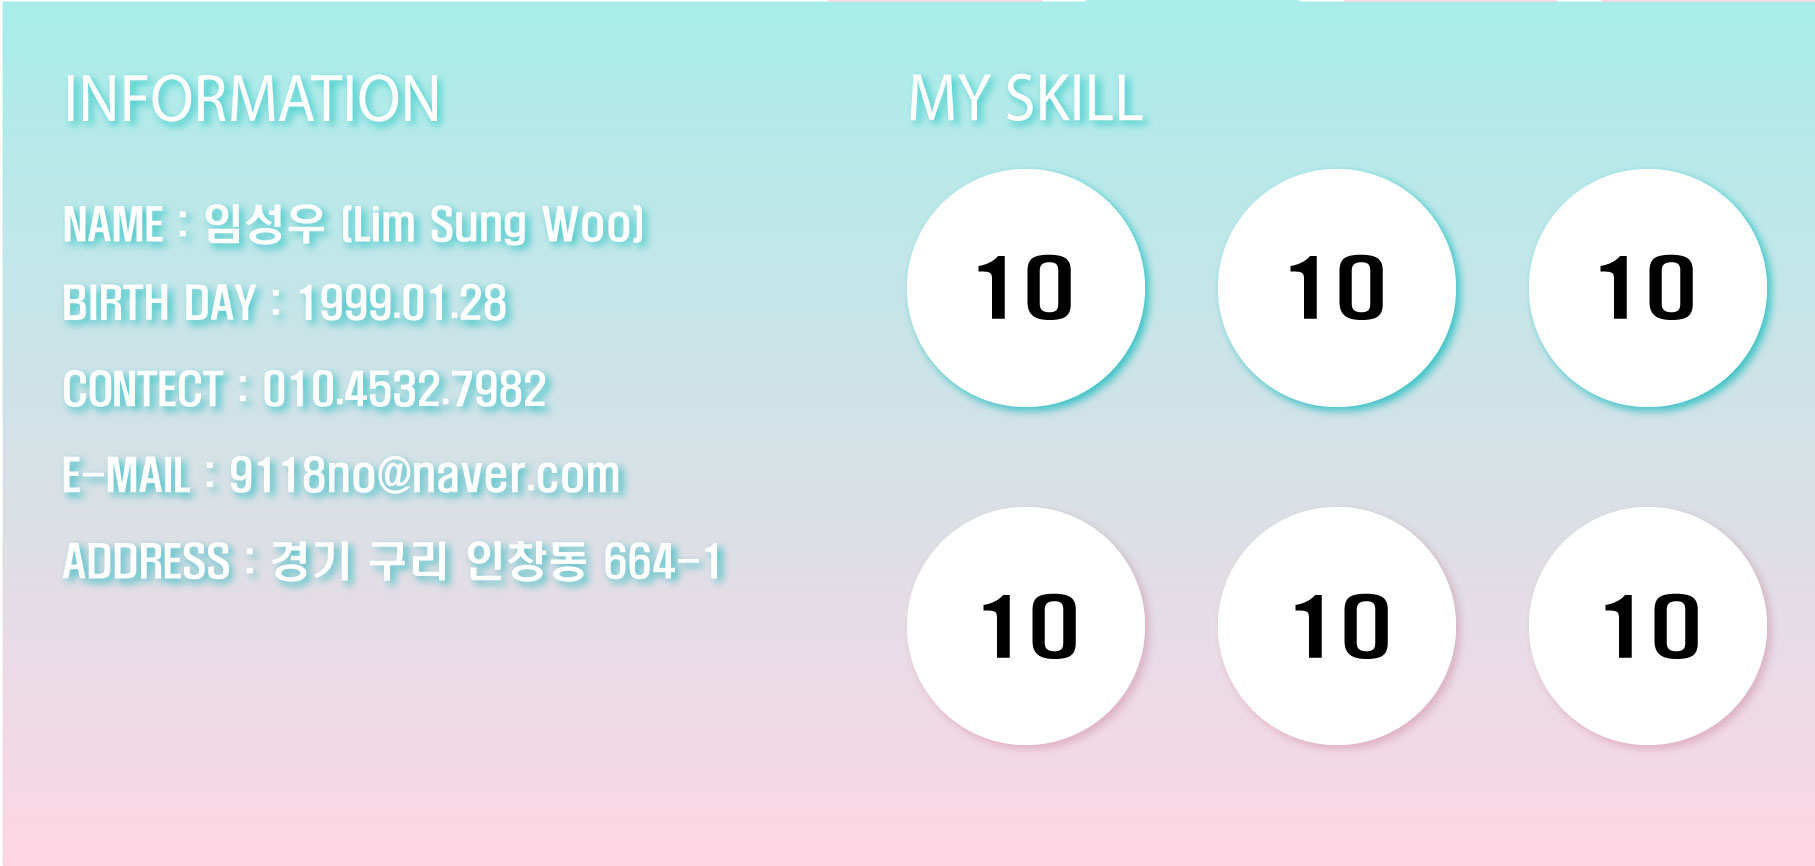 INFORMATION
NAME : 임성우 (Lim Sung Woo)
BIRTH DAY : 1999.01.28
CONTECT : 010.4532.7982
E-MAIL : 9118no@naver.com
ADDRESS : 경기 구리 인창동 664-1
MY SKILL
10 10 10
10 10 10